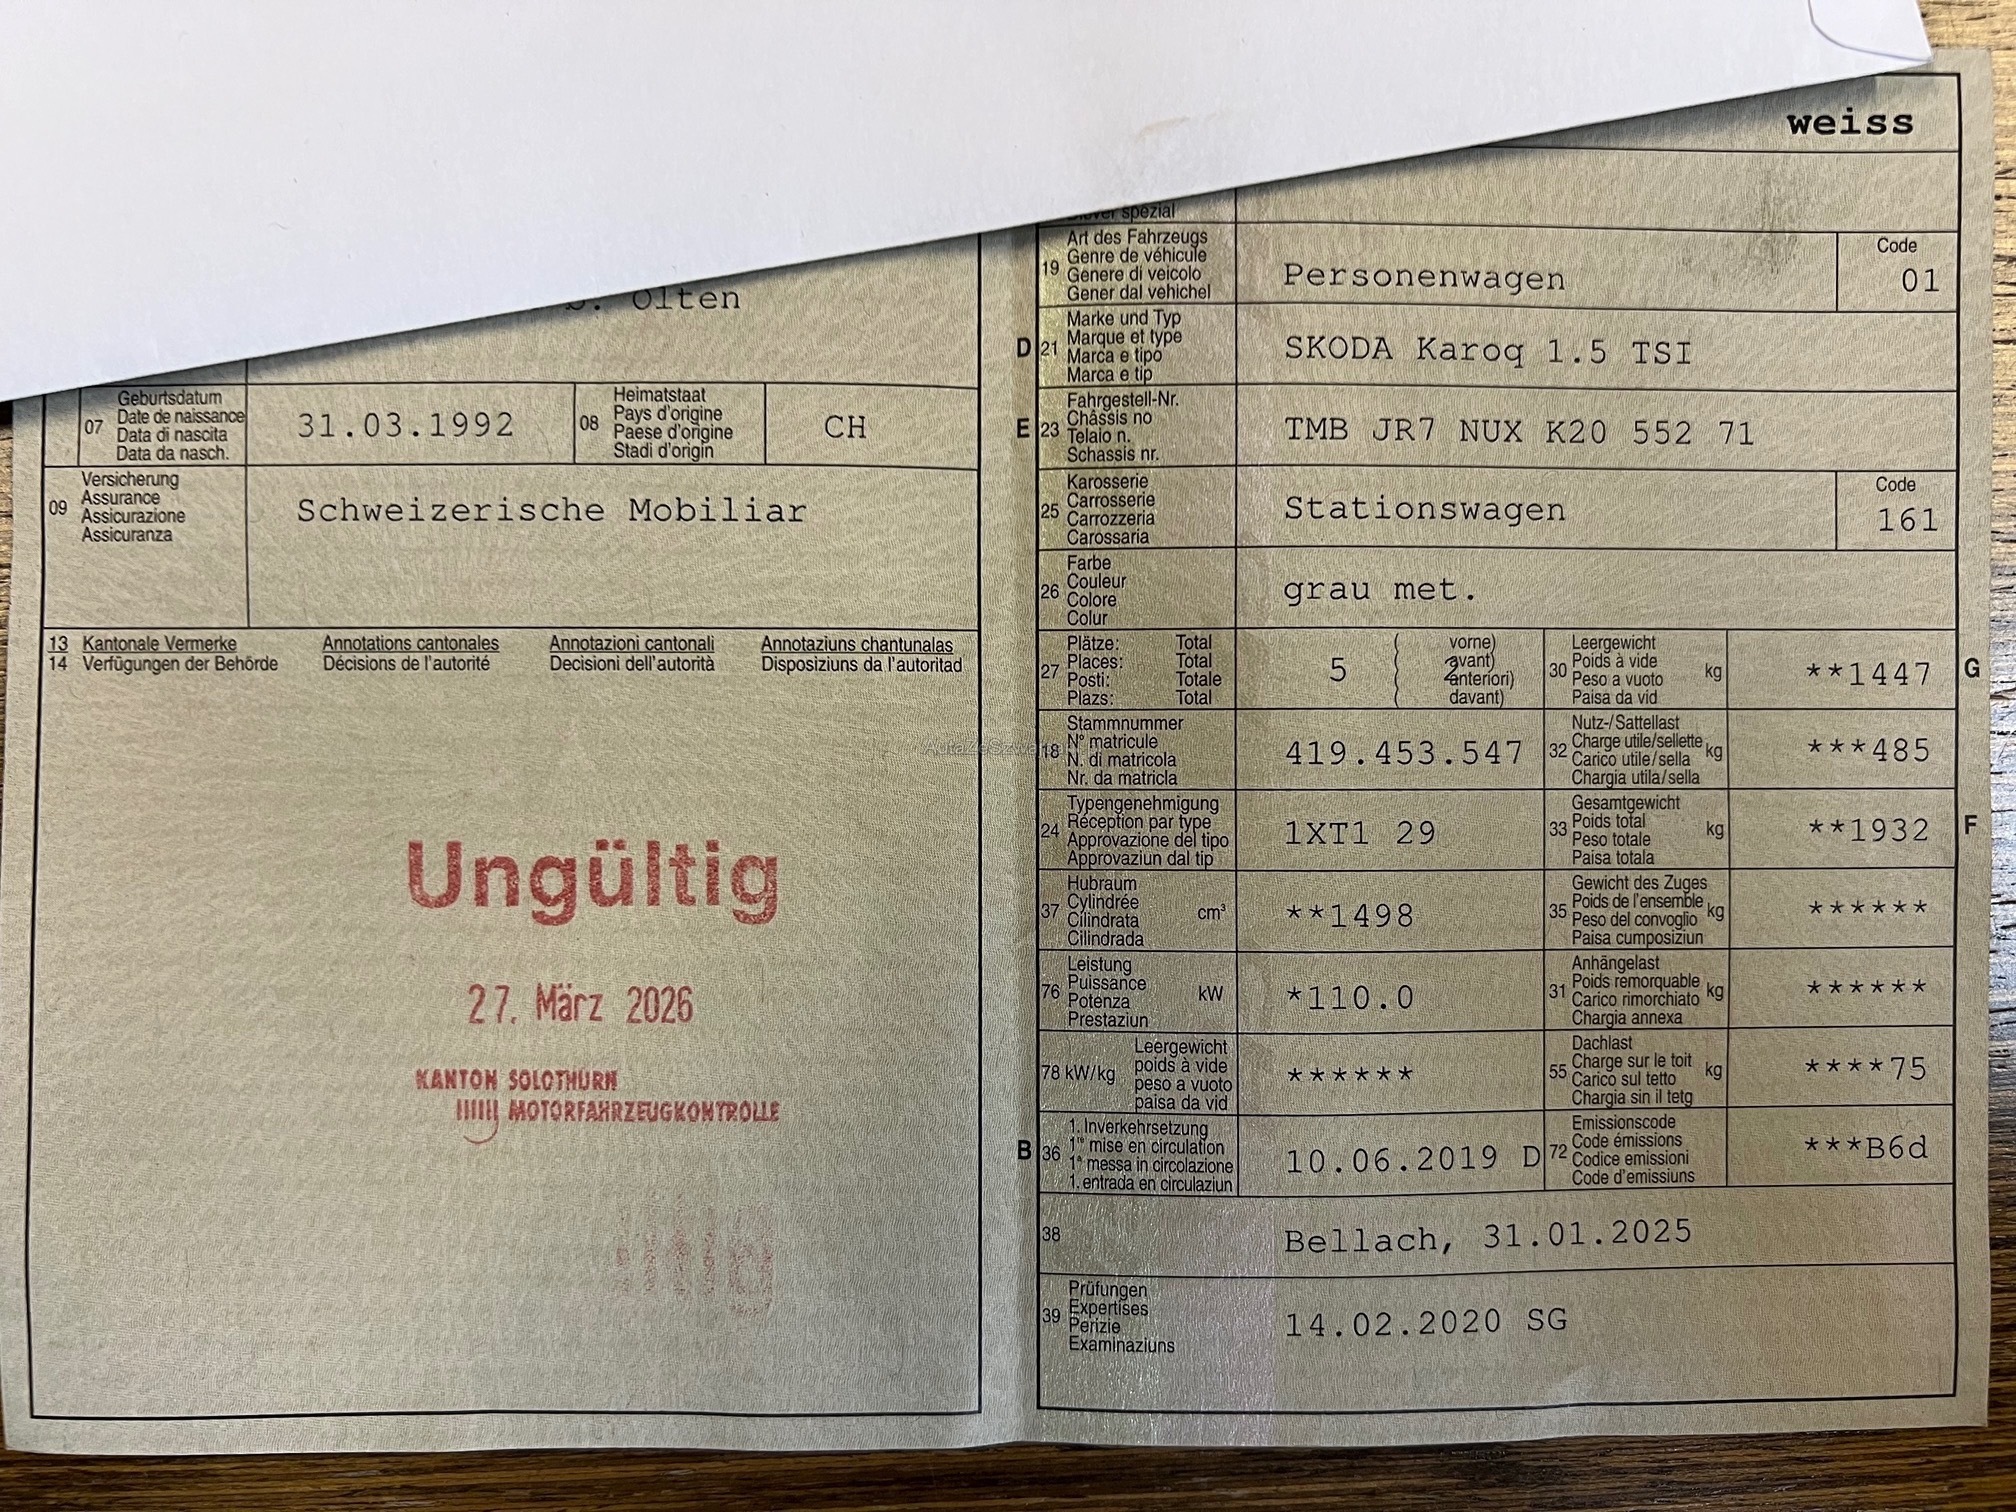 weiss
spezial
Olten
07 Geburtsdatum
Date de naissance
Data di nascita
Data da nasch.
31.03.1992
08 Heimatstaat
Pays d'origine
Paese d'origine
Stadi d'origin
CH
09 Versicherung
Assurance
Assicurazione
Assicuranza
Schweizerische Mobiliar
13 Kantonale Vermerke Annotations cantonales Annotazioni cantonali Annotaziuns chantunalas
14 Verfügungen der Behörde Décisions de l'autorité Decisioni dell'autorità Disposiziuns da l'autoritad
Ungültig
27. März 2026
KANTON SOLOTHURN
MOTORFAHRZEUGKONTROLLE
19 Art des Fahrzeugs
Genre de véhicule
Genere di veicolo
Gener dal vehichel
Personenwagen
Code
01
D 21 Marke und Typ
Marque et type
Marca e tipo
Marca e tip
SKODA Karoq 1.5 TSI
E 23 Fahrgestell-Nr.
Châssis no
Telaio n.
Schassis nr.
TMB JR7 NUX K20 552 71
25 Karosserie
Carrosserie
Carrozzeria
Carossaria
Stationswagen
Code
161
26 Farbe
Couleur
Colore
Colur
grau met.
27 Plätze: Total
Places: Total
Posti: Totale
Plazs: Total
5
( vorne)
( avant)
( anteriori)
( davant)
2
30 Leergewicht
Poids à vide
Peso a vuoto
Paisa da vid
kg
**1447
G
18 Stammnummer
N° matricule
N. di matricola
Nr. da matricla
419.453.547
32 Nutz-/Sattellast
Charge utile/sellette
Carico utile/sella
Chargia utila/sella
kg
***485
24 Typengenehmigung
Réception par type
Approvazione del tipo
Approvaziun dal tip
1XT1 29
33 Gesamtgewicht
Poids total
Peso totale
Paisa totala
kg
**1932
F
37 Hubraum
Cylindrée
Cilindrata
Cilindrada
cm³
**1498
35 Gewicht des Zuges
Poids de l'ensemble
Peso del convoglio
Paisa cumposiziun
kg
******
76 Leistung
Puissance
Potenza
Prestaziun
kW
*110.0
31 Anhängelast
Poids remorquable
Carico rimorchiato
Chargia annexa
kg
******
78 kW/kg
Leergewicht
poids à vide
peso a vuoto
paisa da vid
******
55 Dachlast
Charge sur le toit
Carico sul tetto
Chargia sin il tetg
kg
****75
B 36 1. Inverkehrsetzung
1re mise en circulation
1a messa in circolazione
1. entrada en circulaziun
10.06.2019 D
72 Emissionscode
Code émissions
Codice emissioni
Code d'emissiuns
***B6d
38
Bellach, 31.01.2025
39 Prüfungen
Expertises
Perizie
Examinaziuns
14.02.2020 SG